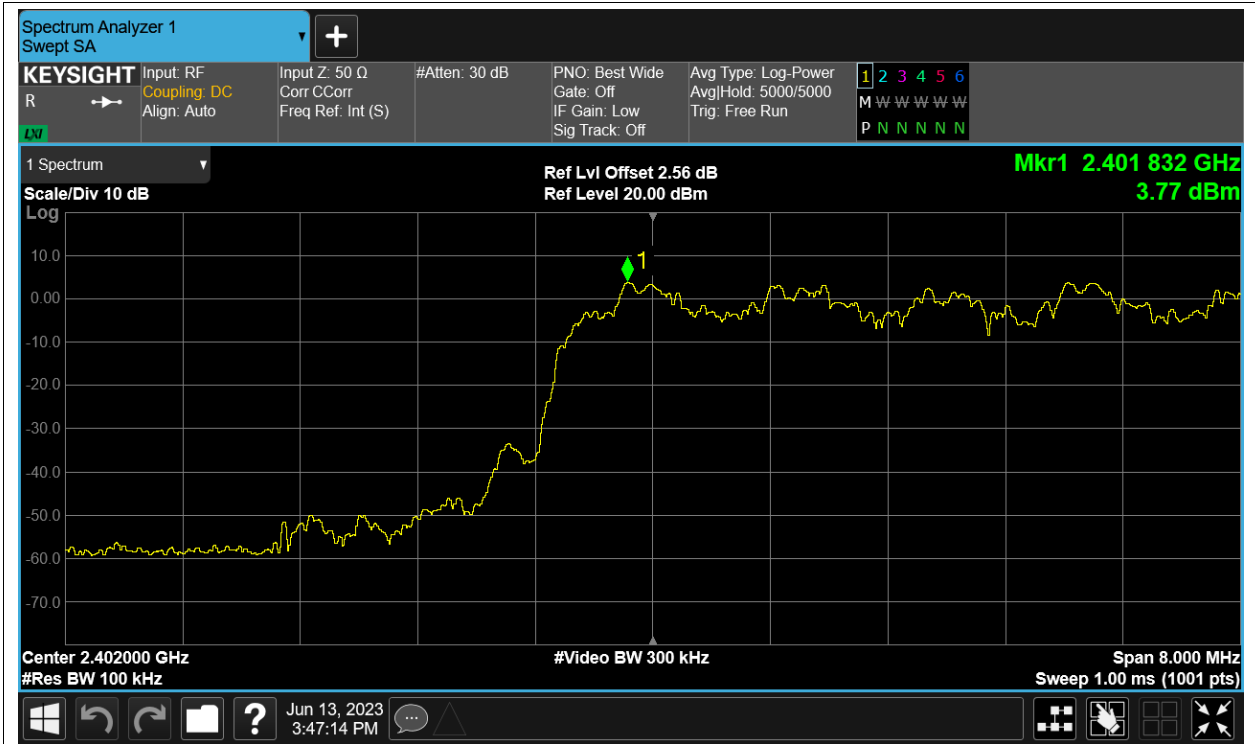 Spectrum Analyzer 1
Swept SA
+
KEYSIGHT
R
LXI
Input: RF
Coupling: DC
Align: Auto
Input Z: 50 Ω
Corr CCorr
Freq Ref: Int (S)
#Atten: 30 dB
PNO: Best Wide
Gate: Off
IF Gain: Low
Sig Track: Off
Avg Type: Log-Power
Avg|Hold: 5000/5000
Trig: Free Run
1 2 3 4 5 6
M W W W W W
P N N N N N
1 Spectrum
Scale/Div 10 dB
Ref Lvl Offset 2.56 dB
Ref Level 20.00 dBm
Mkr1 2.401 832 GHz
3.77 dBm
Log
10.0
0.00
-10.0
-20.0
-30.0
-40.0
-50.0
-60.0
-70.0
1
Center 2.402000 GHz
#Res BW 100 kHz
#Video BW 300 kHz
Span 8.000 MHz
Sweep 1.00 ms (1001 pts)
?
Jun 13, 2023
3:47:14 PM